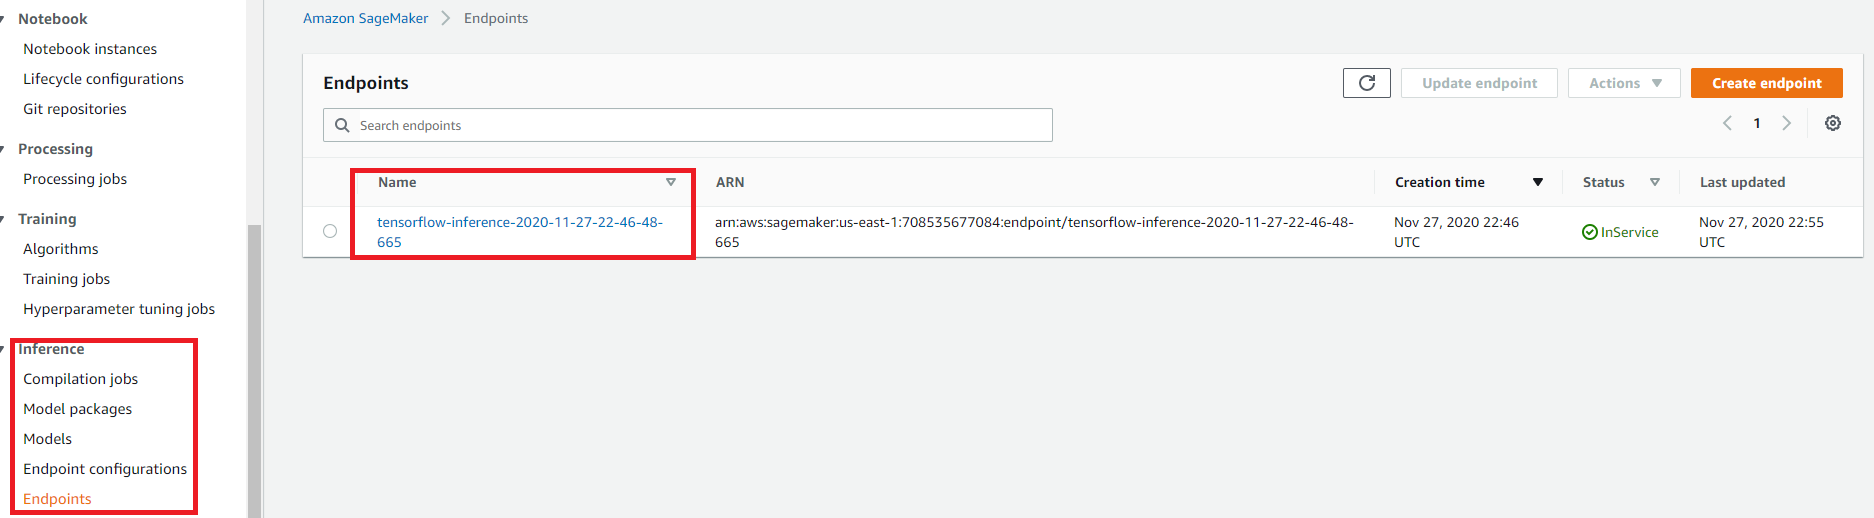 Notebook
Notebook instances
Lifecycle configurations
Git repositories
Processing
Processing jobs
Training
Algorithms
Training jobs
Hyperparameter tuning jobs
Inference
Compilation jobs
Model packages
Models
Endpoint configurations
Endpoints
Amazon SageMaker > Endpoints
Endpoints
Update endpoint
Actions
Create endpoint
Search endpoints
1
Name
ARN
Creation time
Status
Last updated
tensorflow-inference-2020-11-27-22-46-48-
665
arn:aws:sagemaker:us-east-1:708535677084:endpoint/tensorflow-inference-2020-11-27-22-46-48-
665
Nov 27, 2020 22:46
UTC
InService
Nov 27, 2020 22:55
UTC